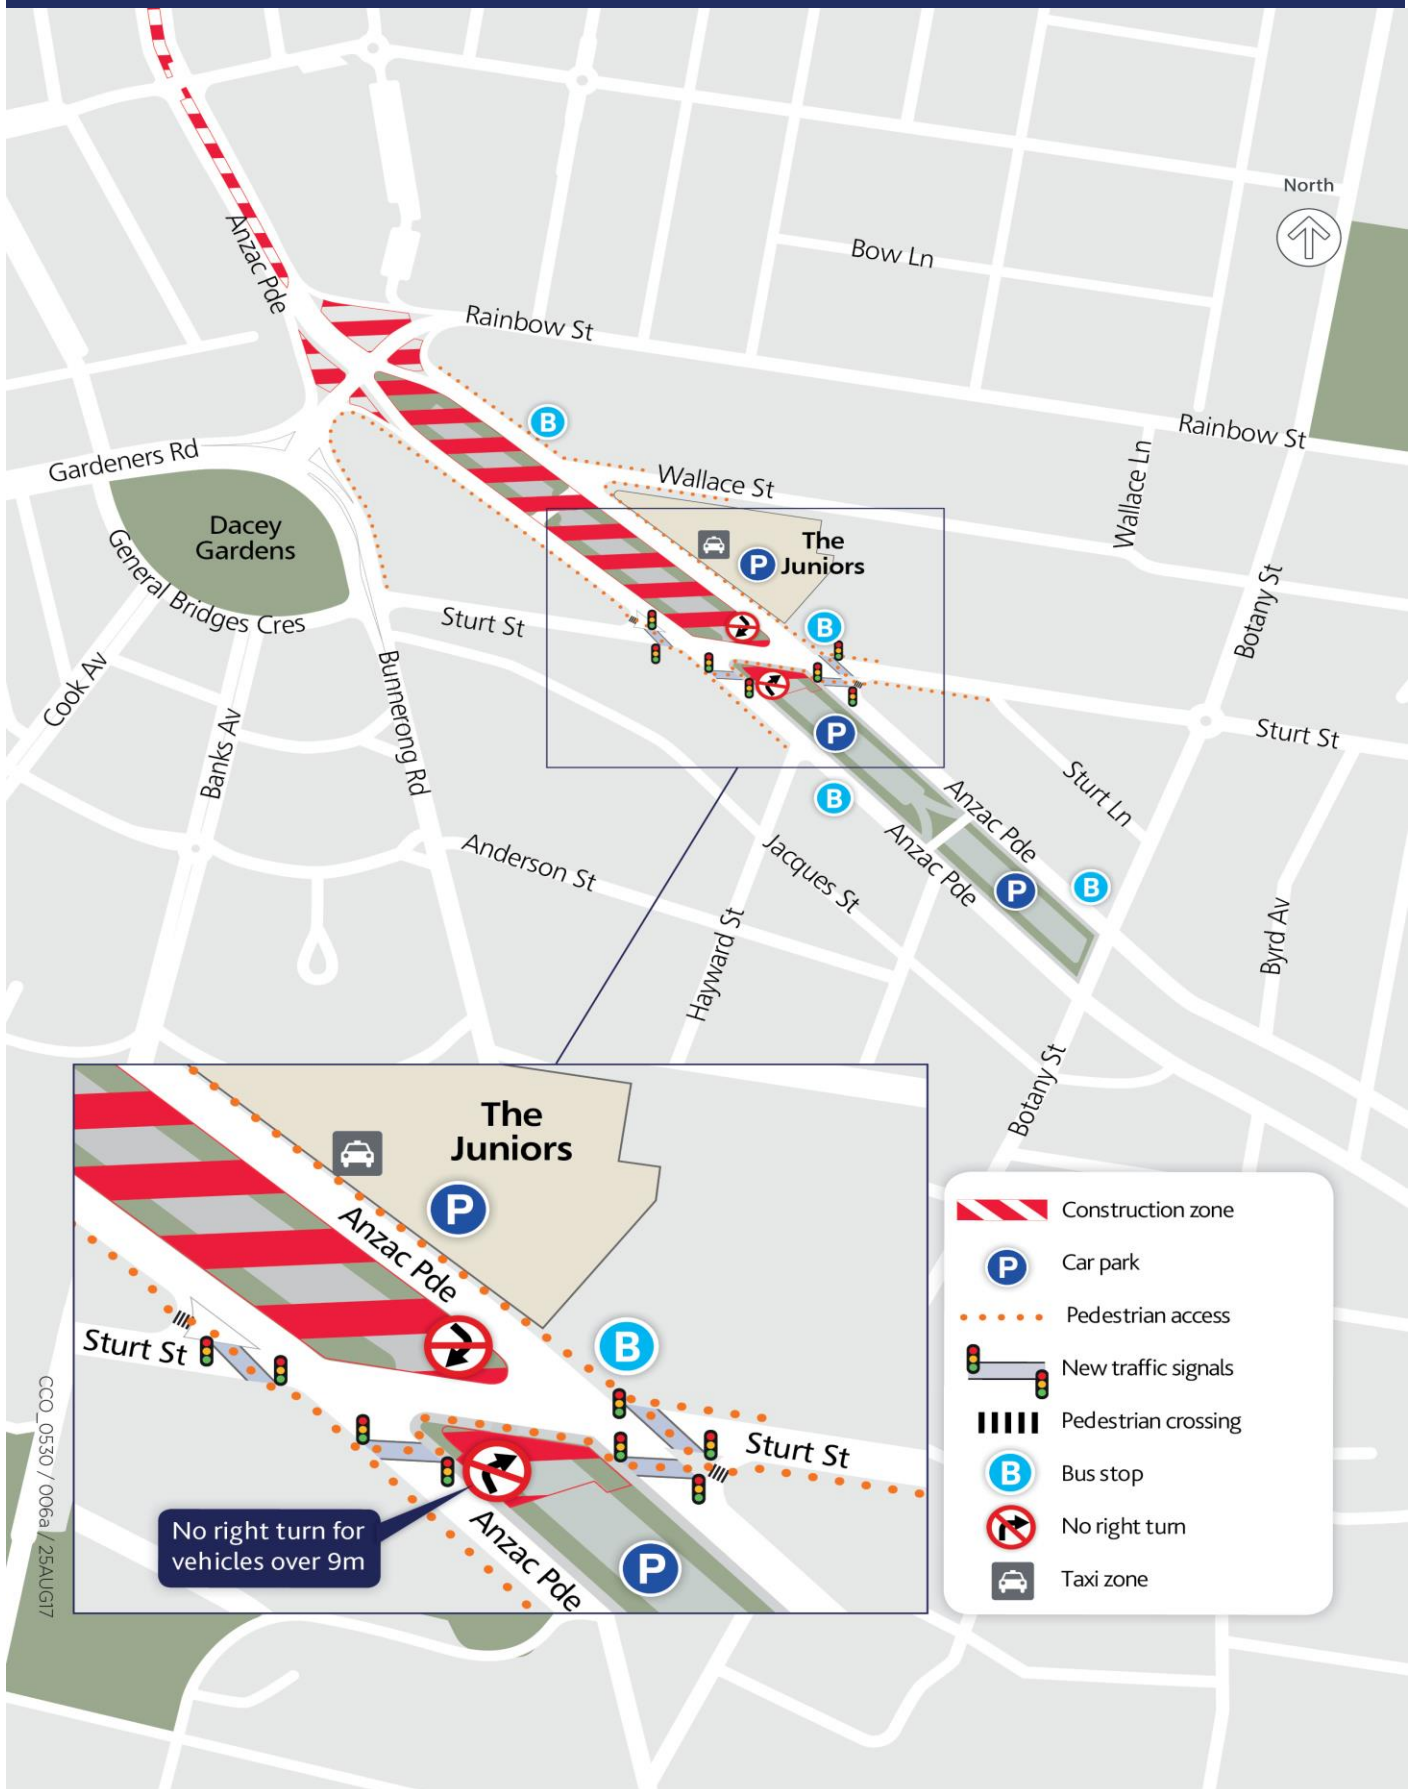 North
Anzac Pde
Bow Ln
Rainbow St
Rainbow St
B
Gardeners Rd
Wallace St
Wallace Ln
Dacey
Gardens
The
Juniors
P
General Bridges Cres
Sturt St
B
Botany St
Cook Av
Banks Av
Bunnerong Rd
P
Sturt St
B
Sturt Ln
Anzac Pde
Anzac Pde
Anderson St
Jacques St
P
B
Hayward St
Byrd Av
Botany St
The
Juniors
P
Anzac Pde
Sturt St
B
Sturt St
No right turn for
vehicles over 9m
Anzac Pde
P
Construction zone
P
Car park
Pedestrian access
New traffic signals
Pedestrian crossing
B
Bus stop
No right turn
Taxi zone
CCO_0530 / 006a / 25AUG17